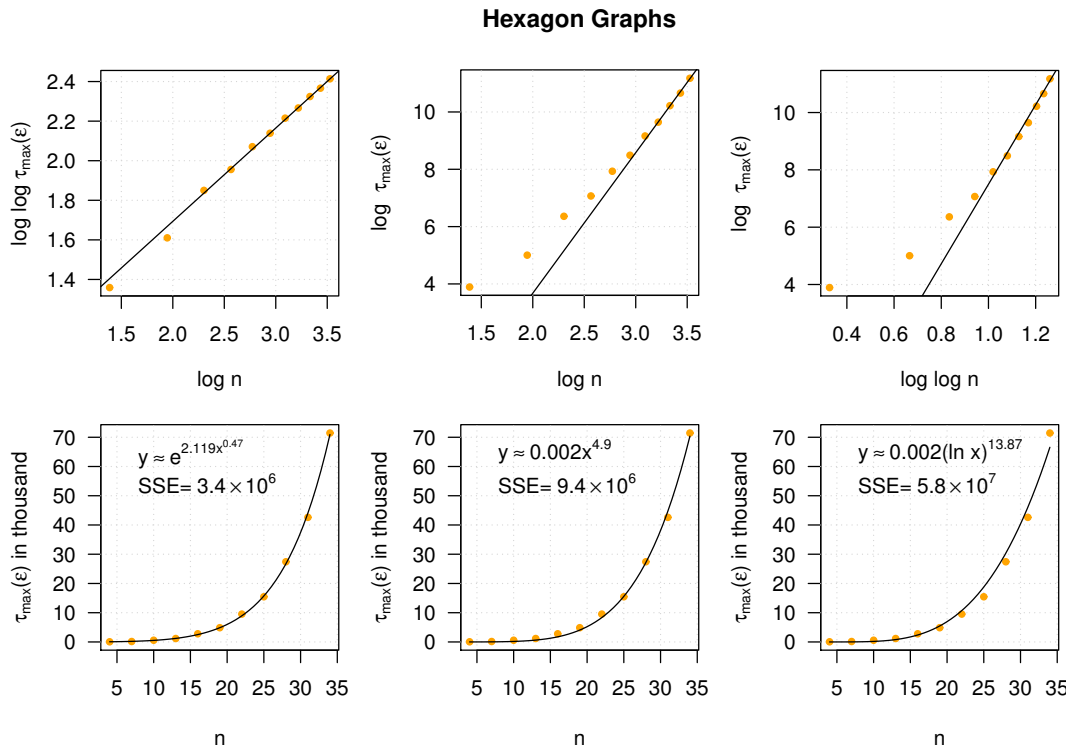 Hexagon Graphs
log log τmax(ε)
2.4
2.2
2.0
1.8
1.6
1.4
1.5 2.0 2.5 3.0 3.5
log n
log τmax(ε)
10
8
6
4
1.5 2.0 2.5 3.0 3.5
log n
log τmax(ε)
10
8
6
4
0.4 0.6 0.8 1.0 1.2
log log n
τmax(ε) in thousand
70
60
50
40
30
20
10
0
y ≈ e^2.119x^0.47
SSE= 3.4 × 10^6
5 10 15 20 25 30 35
n
τmax(ε) in thousand
70
60
50
40
30
20
10
0
y ≈ 0.002x^4.9
SSE= 9.4 × 10^6
5 10 15 20 25 30 35
n
τmax(ε) in thousand
70
60
50
40
30
20
10
0
y ≈ 0.002(ln x)^13.87
SSE= 5.8 × 10^7
5 10 15 20 25 30 35
n